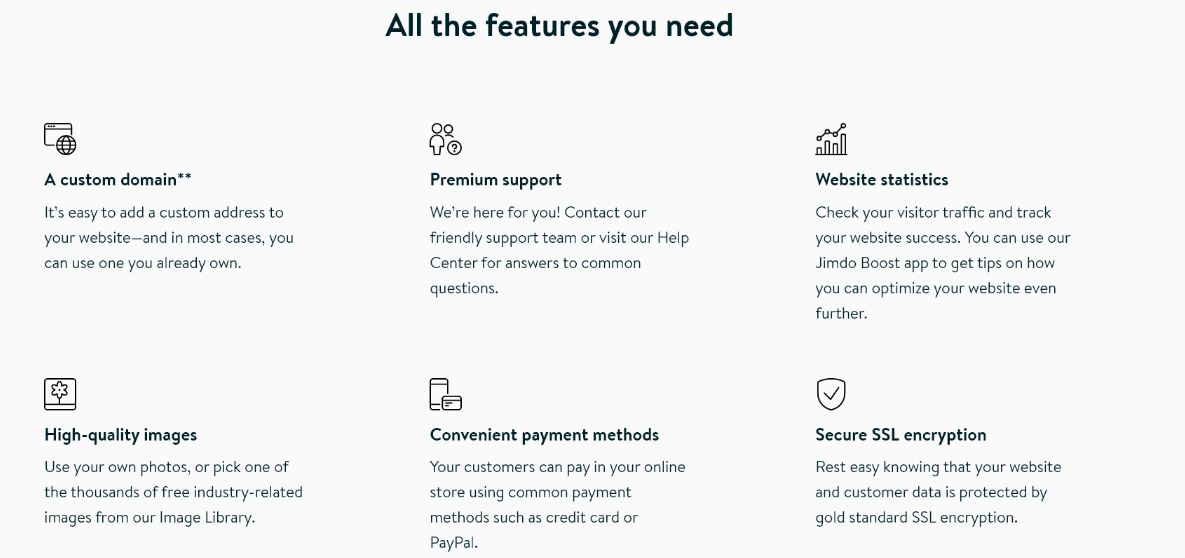 All the features you need
A custom domain**
It's easy to add a custom address to
your website—and in most cases, you
can use one you already own.
Premium support
We're here for you! Contact our
friendly support team or visit our Help
Center for answers to common
questions.
Website statistics
Check your visitor traffic and track
your website success. You can use our
Jimdo Boost app to get tips on how
you can optimize your website even
further.
High-quality images
Use your own photos, or pick one of
the thousands of free industry-related
images from our Image Library.
Convenient payment methods
Your customers can pay in your online
store using common payment
methods such as credit card or
PayPal.
Secure SSL encryption
Rest easy knowing that your website
and customer data is protected by
gold standard SSL encryption.